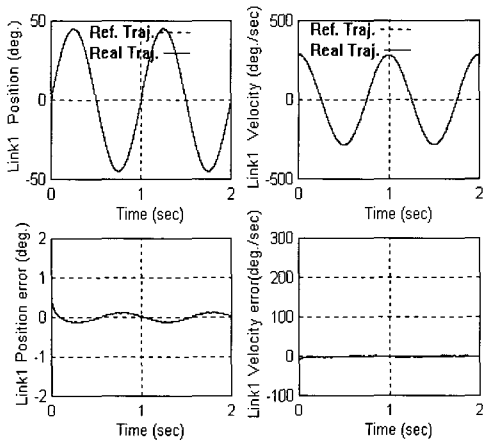 50
0
-50
Link1 Position (deg.)
Ref. Traj.
Real Traj.
0
1
2
Time (sec)
500
0
-500
Link1 Velocity (deg./sec)
Ref. Traj.
Real Traj.
0
1
2
Time (sec)
2
1
0
-1
-2
Link1 Position error (deg.)
0
1
2
Time (sec)
300
200
100
0
-100
Link1 Velocity error(deg./sec)
0
1
2
Time (sec)